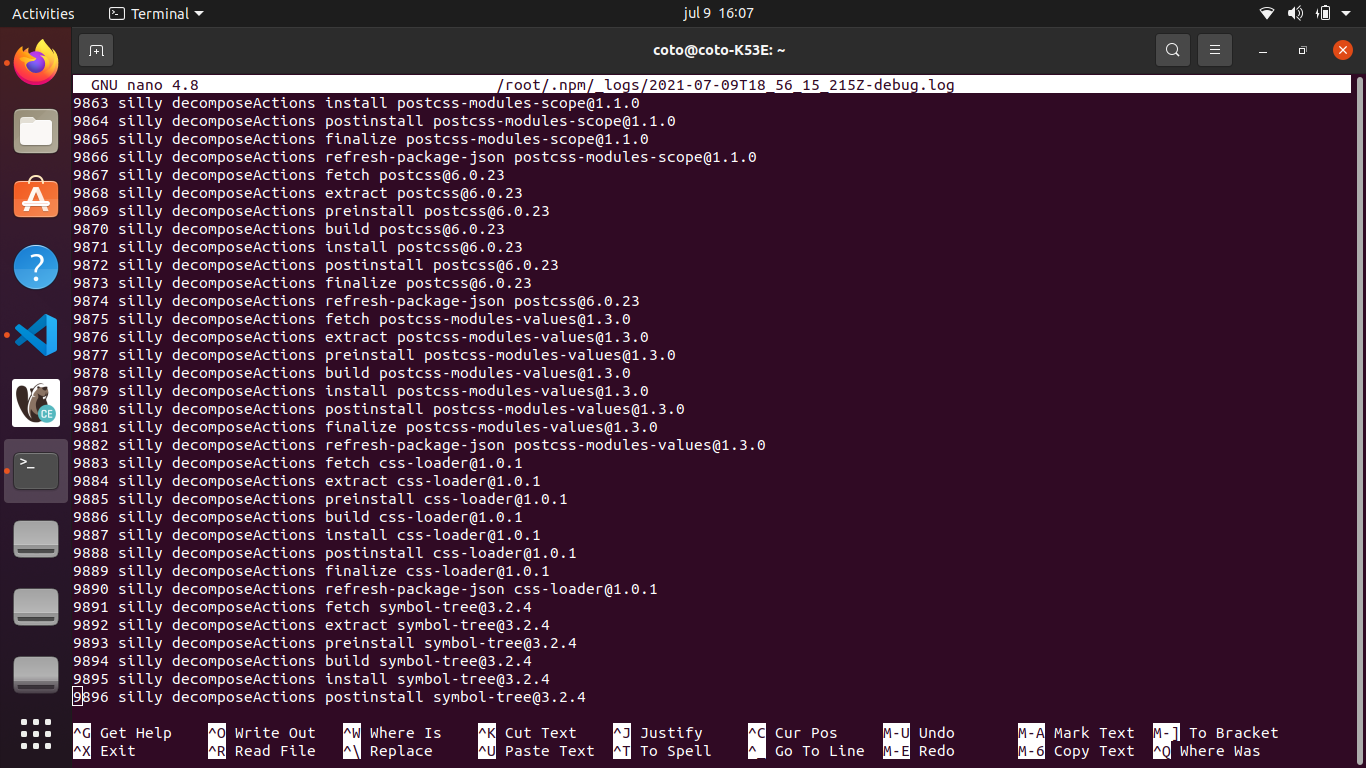 Activities
Terminal
jul 9 16:07
coto@coto-K53E: ~
GNU nano 4.8 /root/.npm/_logs/2021-07-09T18_56_15_215Z-debug.log
9863 silly decomposeActions install postcss-modules-scope@1.1.0
9864 silly decomposeActions postinstall postcss-modules-scope@1.1.0
9865 silly decomposeActions finalize postcss-modules-scope@1.1.0
9866 silly decomposeActions refresh-package-json postcss-modules-scope@1.1.0
9867 silly decomposeActions fetch postcss@6.0.23
9868 silly decomposeActions extract postcss@6.0.23
9869 silly decomposeActions preinstall postcss@6.0.23
9870 silly decomposeActions build postcss@6.0.23
9871 silly decomposeActions install postcss@6.0.23
9872 silly decomposeActions postinstall postcss@6.0.23
9873 silly decomposeActions finalize postcss@6.0.23
9874 silly decomposeActions refresh-package-json postcss@6.0.23
9875 silly decomposeActions fetch postcss-modules-values@1.3.0
9876 silly decomposeActions extract postcss-modules-values@1.3.0
9877 silly decomposeActions preinstall postcss-modules-values@1.3.0
9878 silly decomposeActions build postcss-modules-values@1.3.0
9879 silly decomposeActions install postcss-modules-values@1.3.0
9880 silly decomposeActions postinstall postcss-modules-values@1.3.0
9881 silly decomposeActions finalize postcss-modules-values@1.3.0
9882 silly decomposeActions refresh-package-json postcss-modules-values@1.3.0
9883 silly decomposeActions fetch css-loader@1.0.1
9884 silly decomposeActions extract css-loader@1.0.1
9885 silly decomposeActions preinstall css-loader@1.0.1
9886 silly decomposeActions build css-loader@1.0.1
9887 silly decomposeActions install css-loader@1.0.1
9888 silly decomposeActions postinstall css-loader@1.0.1
9889 silly decomposeActions finalize css-loader@1.0.1
9890 silly decomposeActions refresh-package-json css-loader@1.0.1
9891 silly decomposeActions fetch symbol-tree@3.2.4
9892 silly decomposeActions extract symbol-tree@3.2.4
9893 silly decomposeActions preinstall symbol-tree@3.2.4
9894 silly decomposeActions build symbol-tree@3.2.4
9895 silly decomposeActions install symbol-tree@3.2.4
9896 silly decomposeActions postinstall symbol-tree@3.2.4
^G Get Help ^O Write Out ^W Where Is ^K Cut Text ^J Justify ^C Cur Pos M-U Undo M-A Mark Text M-] To Bracket
^X Exit ^R Read File ^\ Replace ^U Paste Text ^T To Spell ^_ Go To Line M-E Redo M-6 Copy Text ^Q Where Was
CE